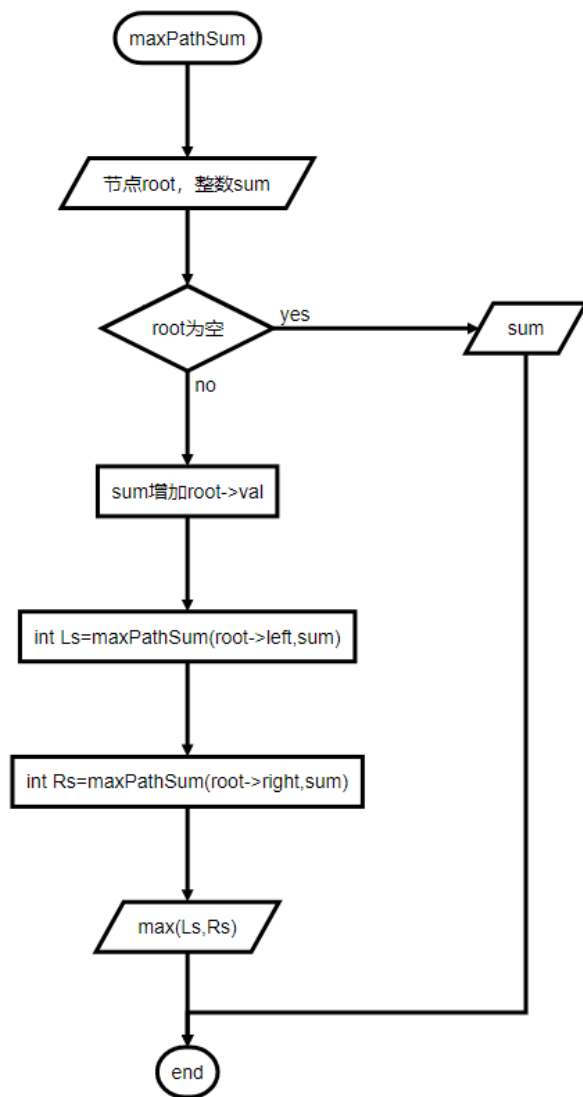 maxPathSum
节点root，整数sum
root为空
yes
sum
no
sum增加root->val
int Ls=maxPathSum(root->left,sum)
int Rs=maxPathSum(root->right,sum)
max(Ls,Rs)
end